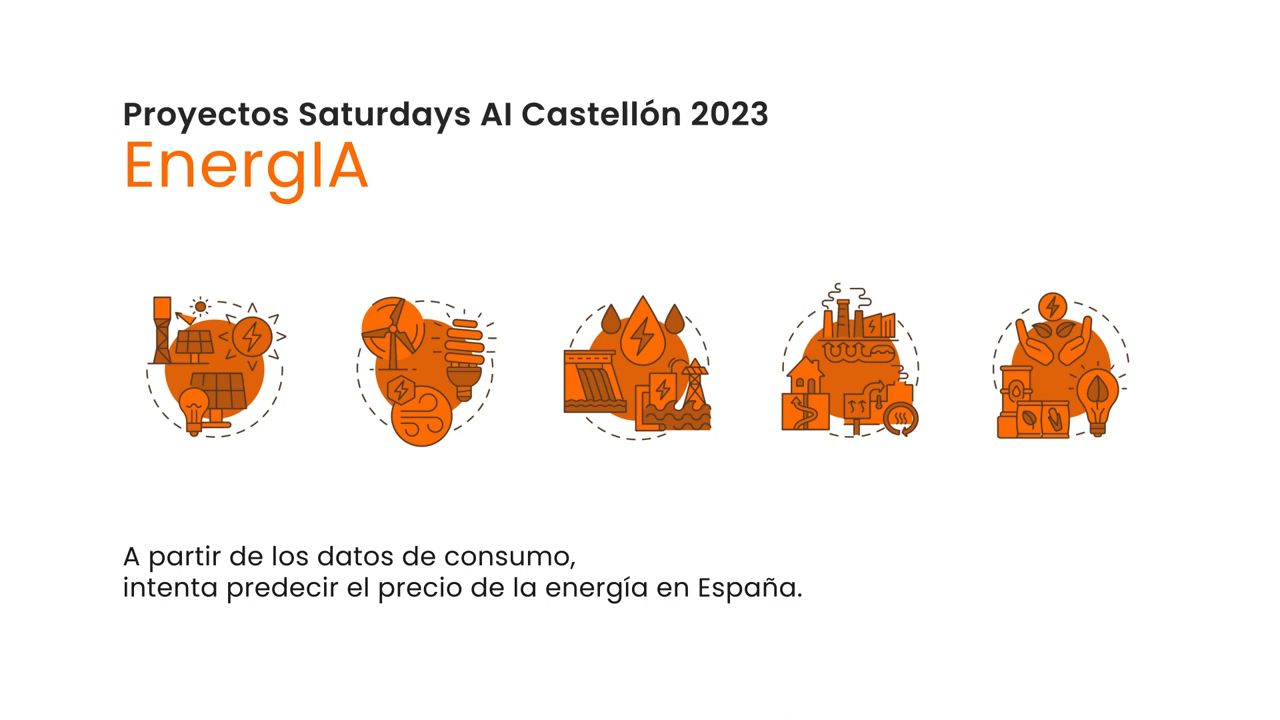 Proyectos Saturdays AI Castellón 2023
EnergIA
A partir de los datos de consumo,
intenta predecir el precio de la energía en España.